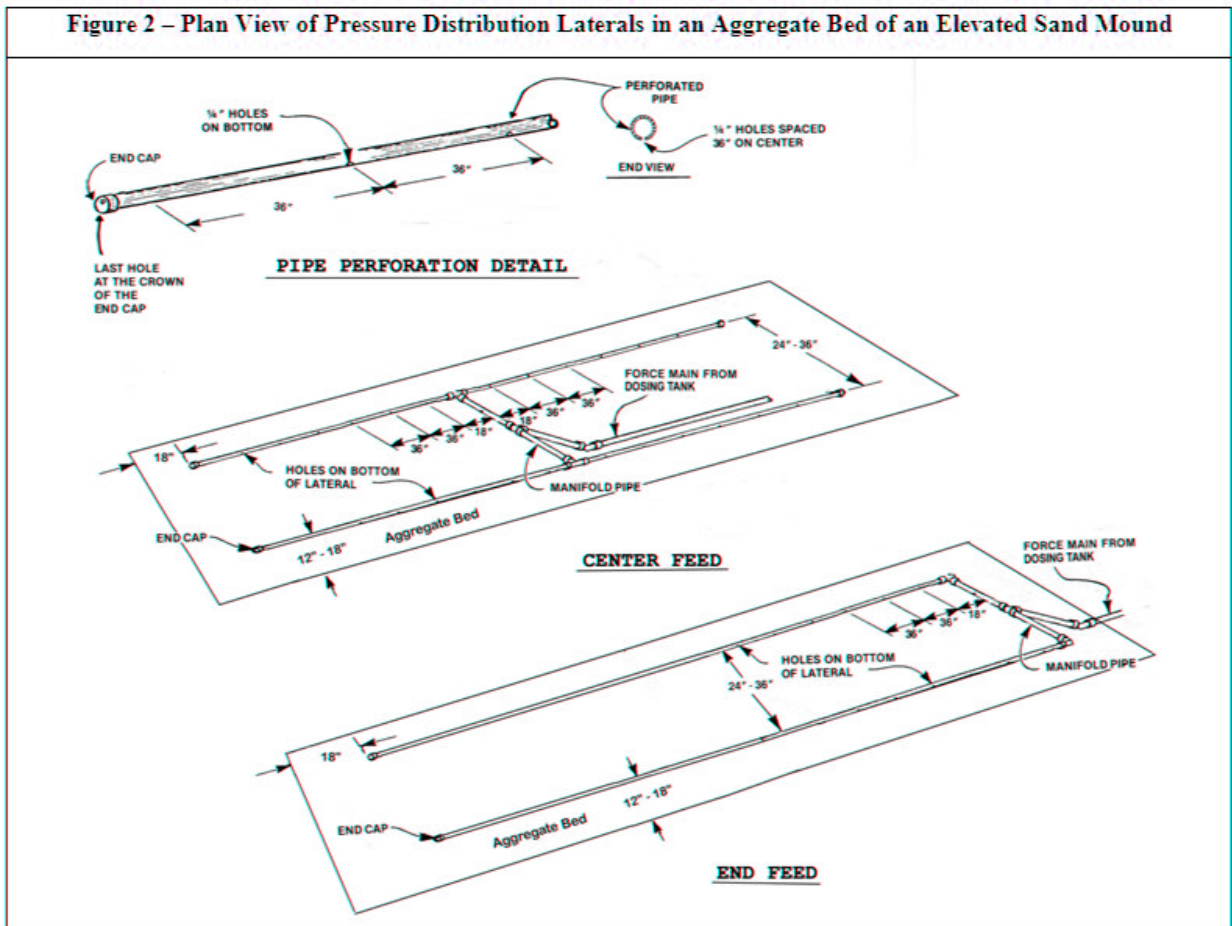 Figure 2 – Plan View of Pressure Distribution Laterals in an Aggregate Bed of an Elevated Sand Mound
¼" HOLES
ON BOTTOM
PERFORATED
PIPE
¼" HOLES SPACED
36" ON CENTER
END VIEW
END CAP
36"
36"
LAST HOLE
AT THE CROWN
OF THE
END CAP
PIPE PERFORATION DETAIL
24" - 36"
FORCE MAIN FROM
DOSING TANK
36"
36"
18"
18"
36"
36"
18"
HOLES ON BOTTOM
OF LATERAL
MANIFOLD PIPE
END CAP
12" - 18"
Aggregate Bed
CENTER FEED
FORCE MAIN FROM
DOSING TANK
36"
36"
18"
HOLES ON BOTTOM
OF LATERAL
MANIFOLD PIPE
24" - 36"
18"
12" - 18"
END CAP
Aggregate Bed
END FEED